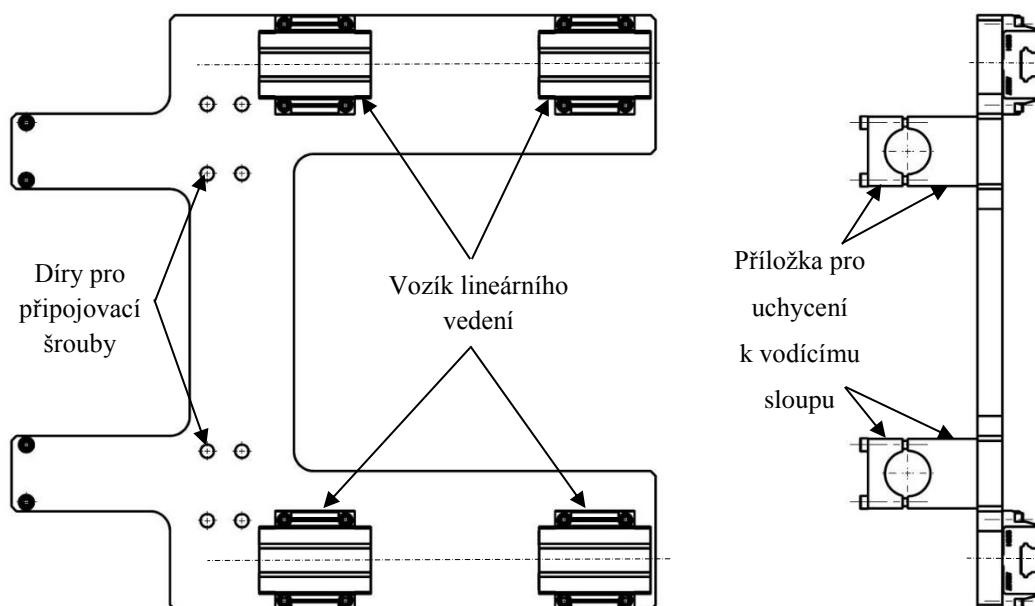 Díry pro
připojovací
šrouby
Vozík lineárního
vedení
Příložka pro
uchycení
k vodícímu
sloupu